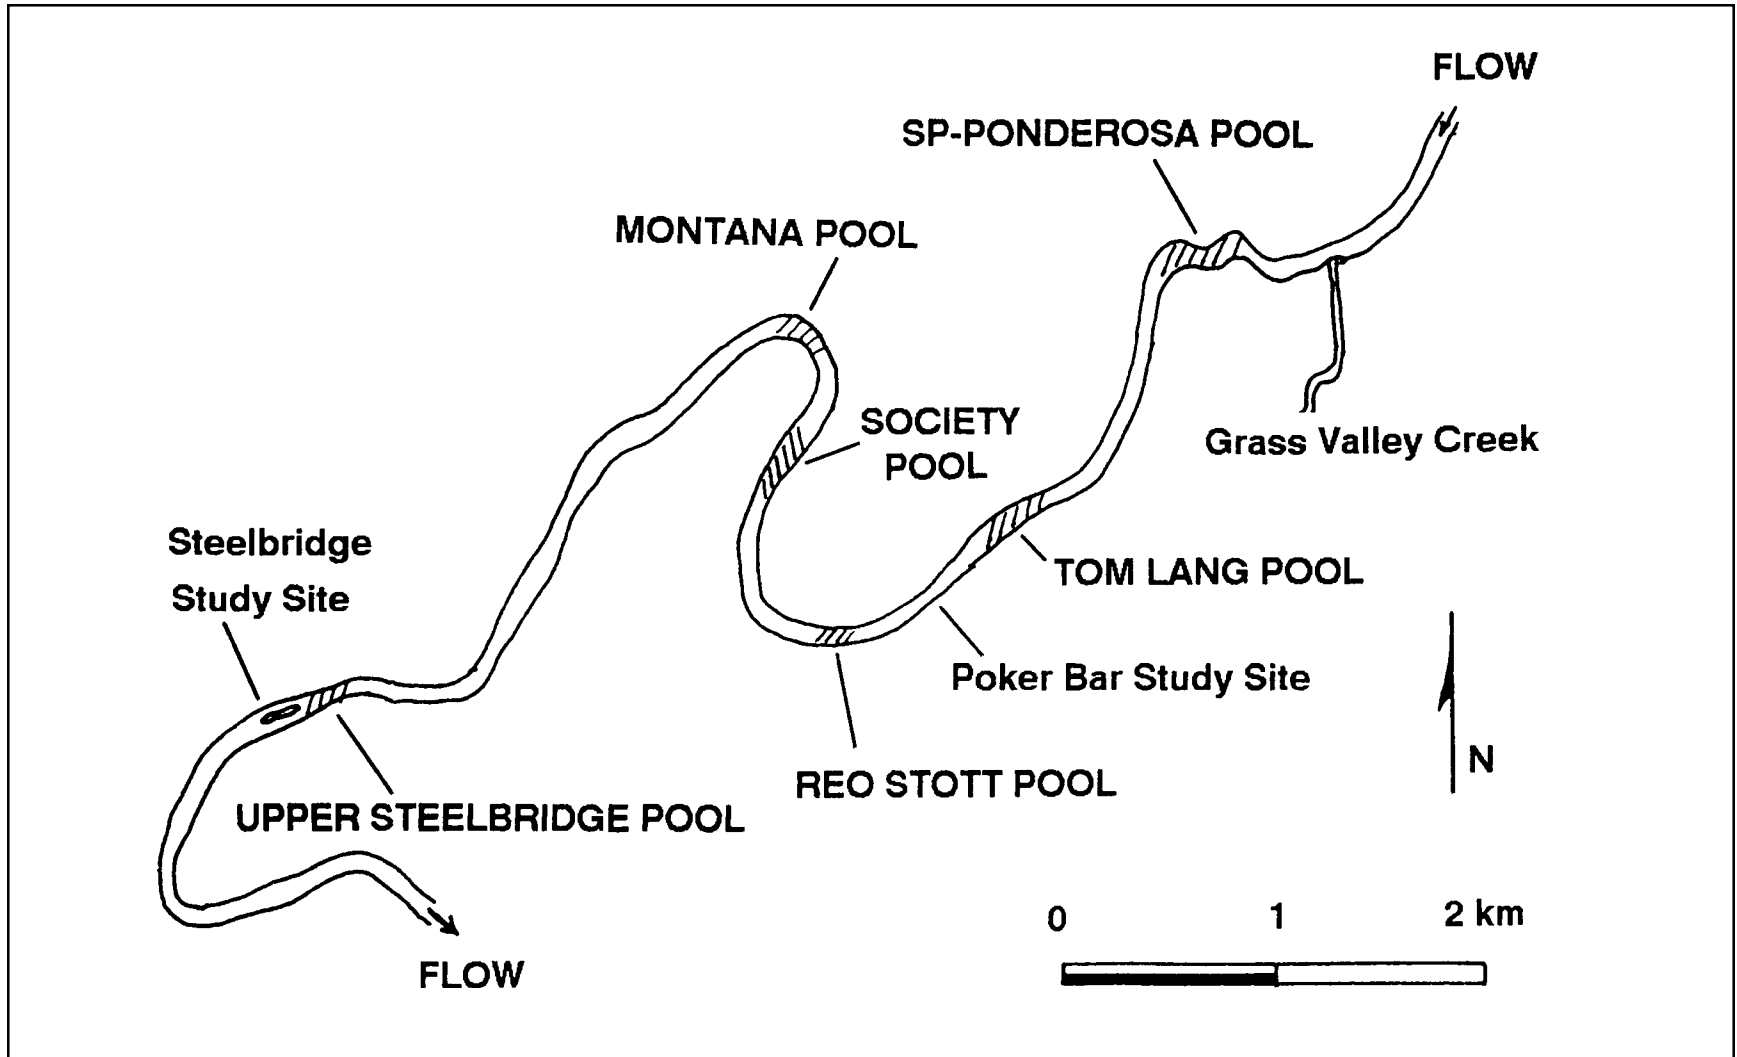 FLOW
SP-PONDEROSA POOL
MONTANA POOL
SOCIETY
POOL
Grass Valley Creek
Steelbridge
Study Site
TOM LANG POOL
Poker Bar Study Site
N
REO STOTT POOL
UPPER STEELBRIDGE POOL
0 1 2 km
FLOW